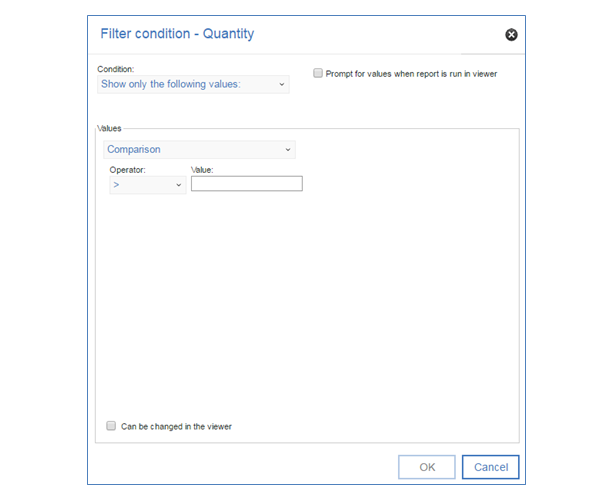 Filter condition - Quantity
Condition:
Show only the following values:
Prompt for values when report is run in viewer
Values
Comparison
Operator: Value:
>
Can be changed in the viewer
OK Cancel